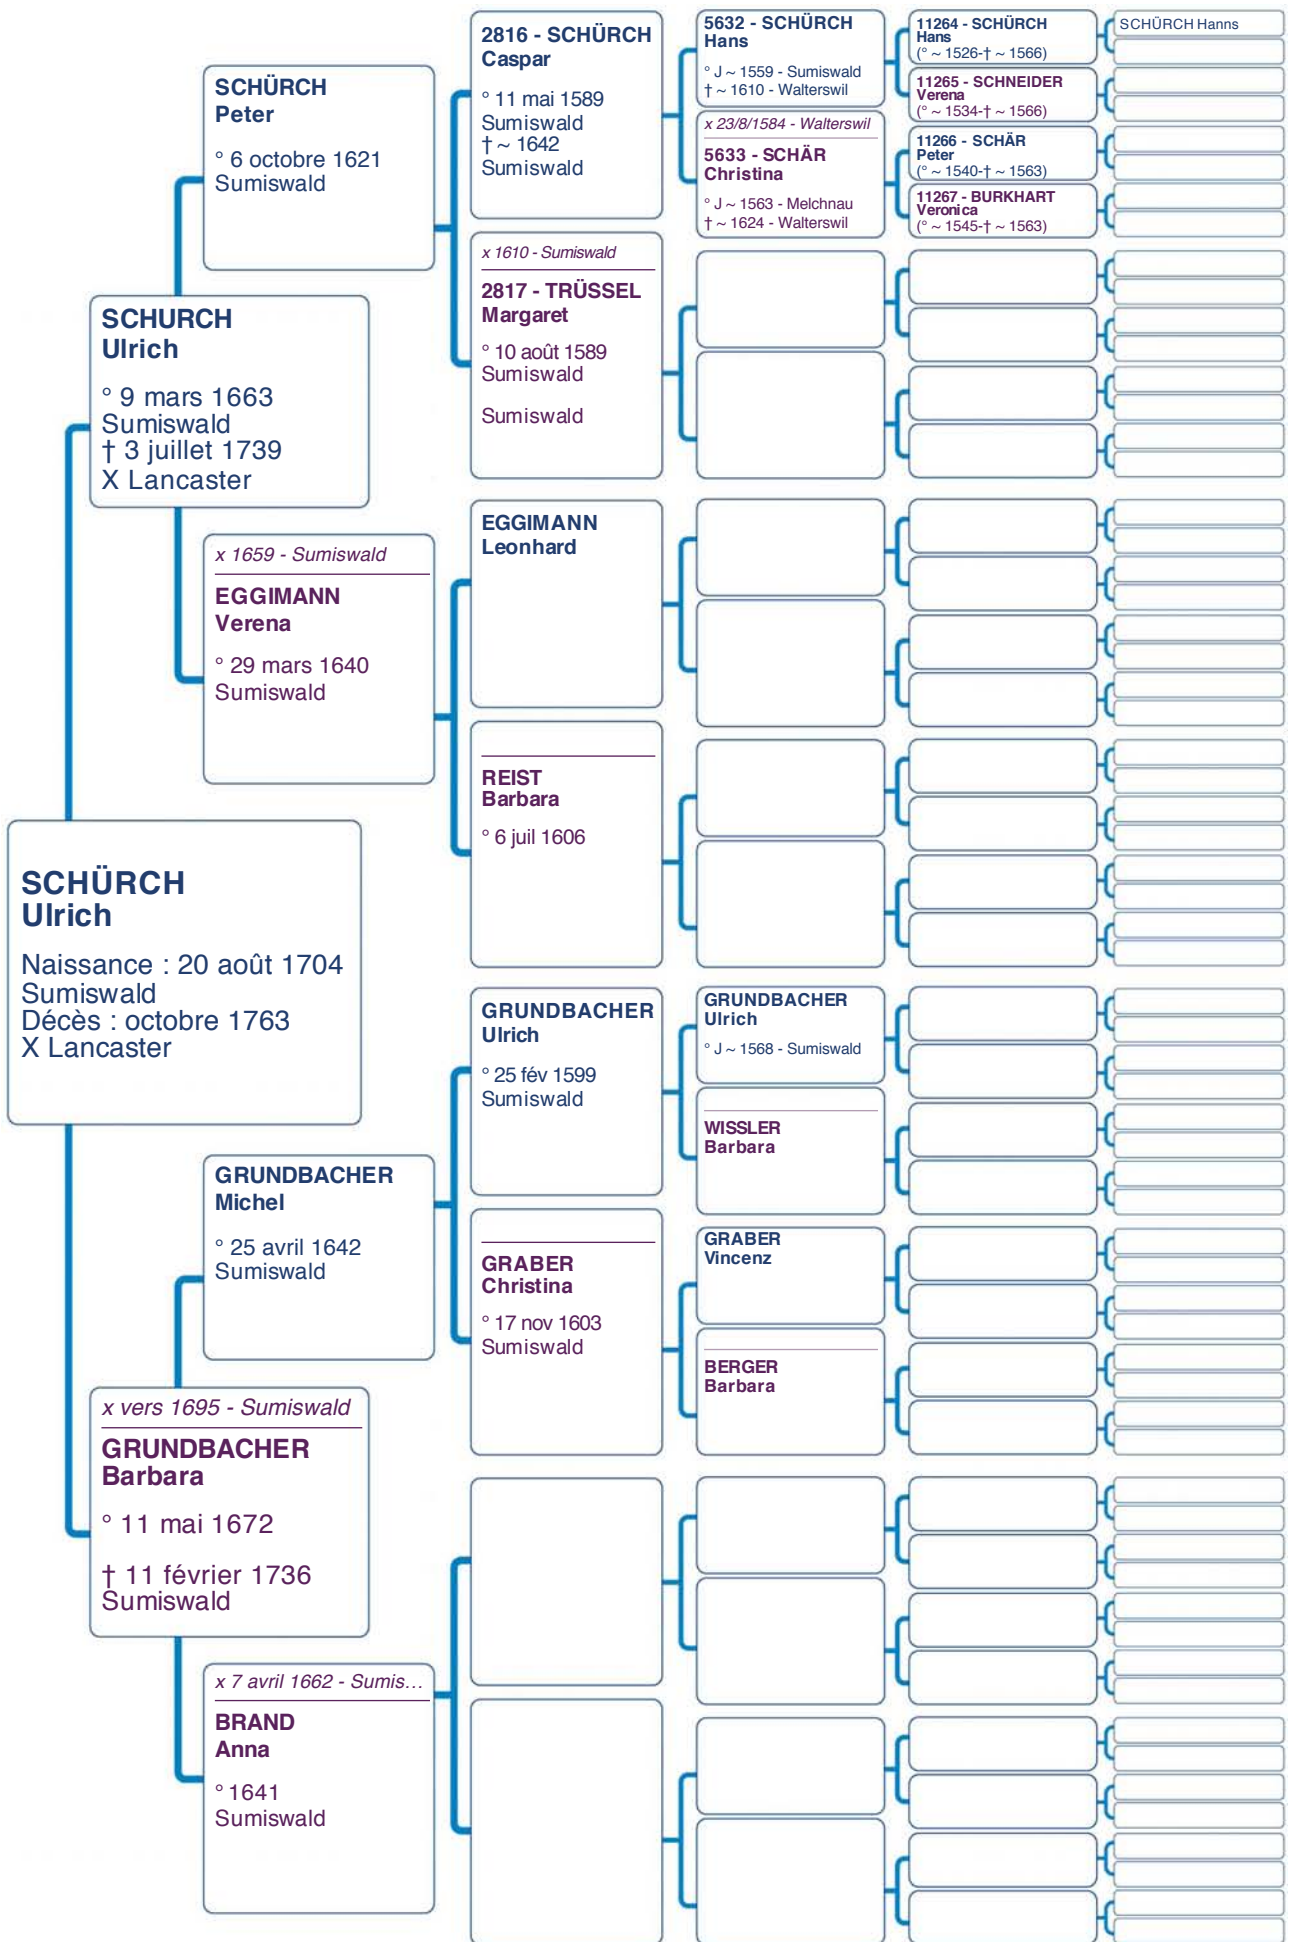 SCHÜRCH
Ulrich
Naissance : 20 août 1704
Sumiswald
Décès : octobre 1763
X Lancaster
SCHURCH
Ulrich
° 9 mars 1663
Sumiswald
† 3 juillet 1739
X Lancaster
x vers 1695 - Sumiswald
GRUNDBACHER
Barbara
° 11 mai 1672
† 11 février 1736
Sumiswald
SCHÜRCH
Peter
° 6 octobre 1621
Sumiswald
x 1659 - Sumiswald
EGGIMANN
Verena
° 29 mars 1640
Sumiswald
GRUNDBACHER
Michel
° 25 avril 1642
Sumiswald
x 7 avril 1662 - Sumis…
BRAND
Anna
° 1641
Sumiswald
2816 - SCHÜRCH
Caspar
° 11 mai 1589
Sumiswald
† ~ 1642
Sumiswald
x 1610 - Sumiswald
2817 - TRÜSSEL
Margaret
° 10 août 1589
Sumiswald
Sumiswald
EGGIMANN
Leonhard
REIST
Barbara
° 6 juil 1606
GRUNDBACHER
Ulrich
° 25 fév 1599
Sumiswald
GRABER
Christina
° 17 nov 1603
Sumiswald
5632 - SCHÜRCH
Hans
° J ~ 1559 - Sumiswald
† ~ 1610 - Walterswil
x 23/8/1584 - Walterswil
5633 - SCHÄR
Christina
° J ~ 1563 - Melchnau
† ~ 1624 - Walterswil
GRUNDBACHER
Ulrich
° J ~ 1568 - Sumiswald
WISSLER
Barbara
GRABER
Vincenz
BERGER
Barbara
11264 - SCHÜRCH
Hans
(° ~ 1526-† ~ 1566)
11265 - SCHNEIDER
Verena
(° ~ 1534-† ~ 1566)
11266 - SCHÄR
Peter
(° ~ 1540-† ~ 1563)
11267 - BURKHART
Veronica
(° ~ 1545-† ~ 1563)
SCHÜRCH Hanns